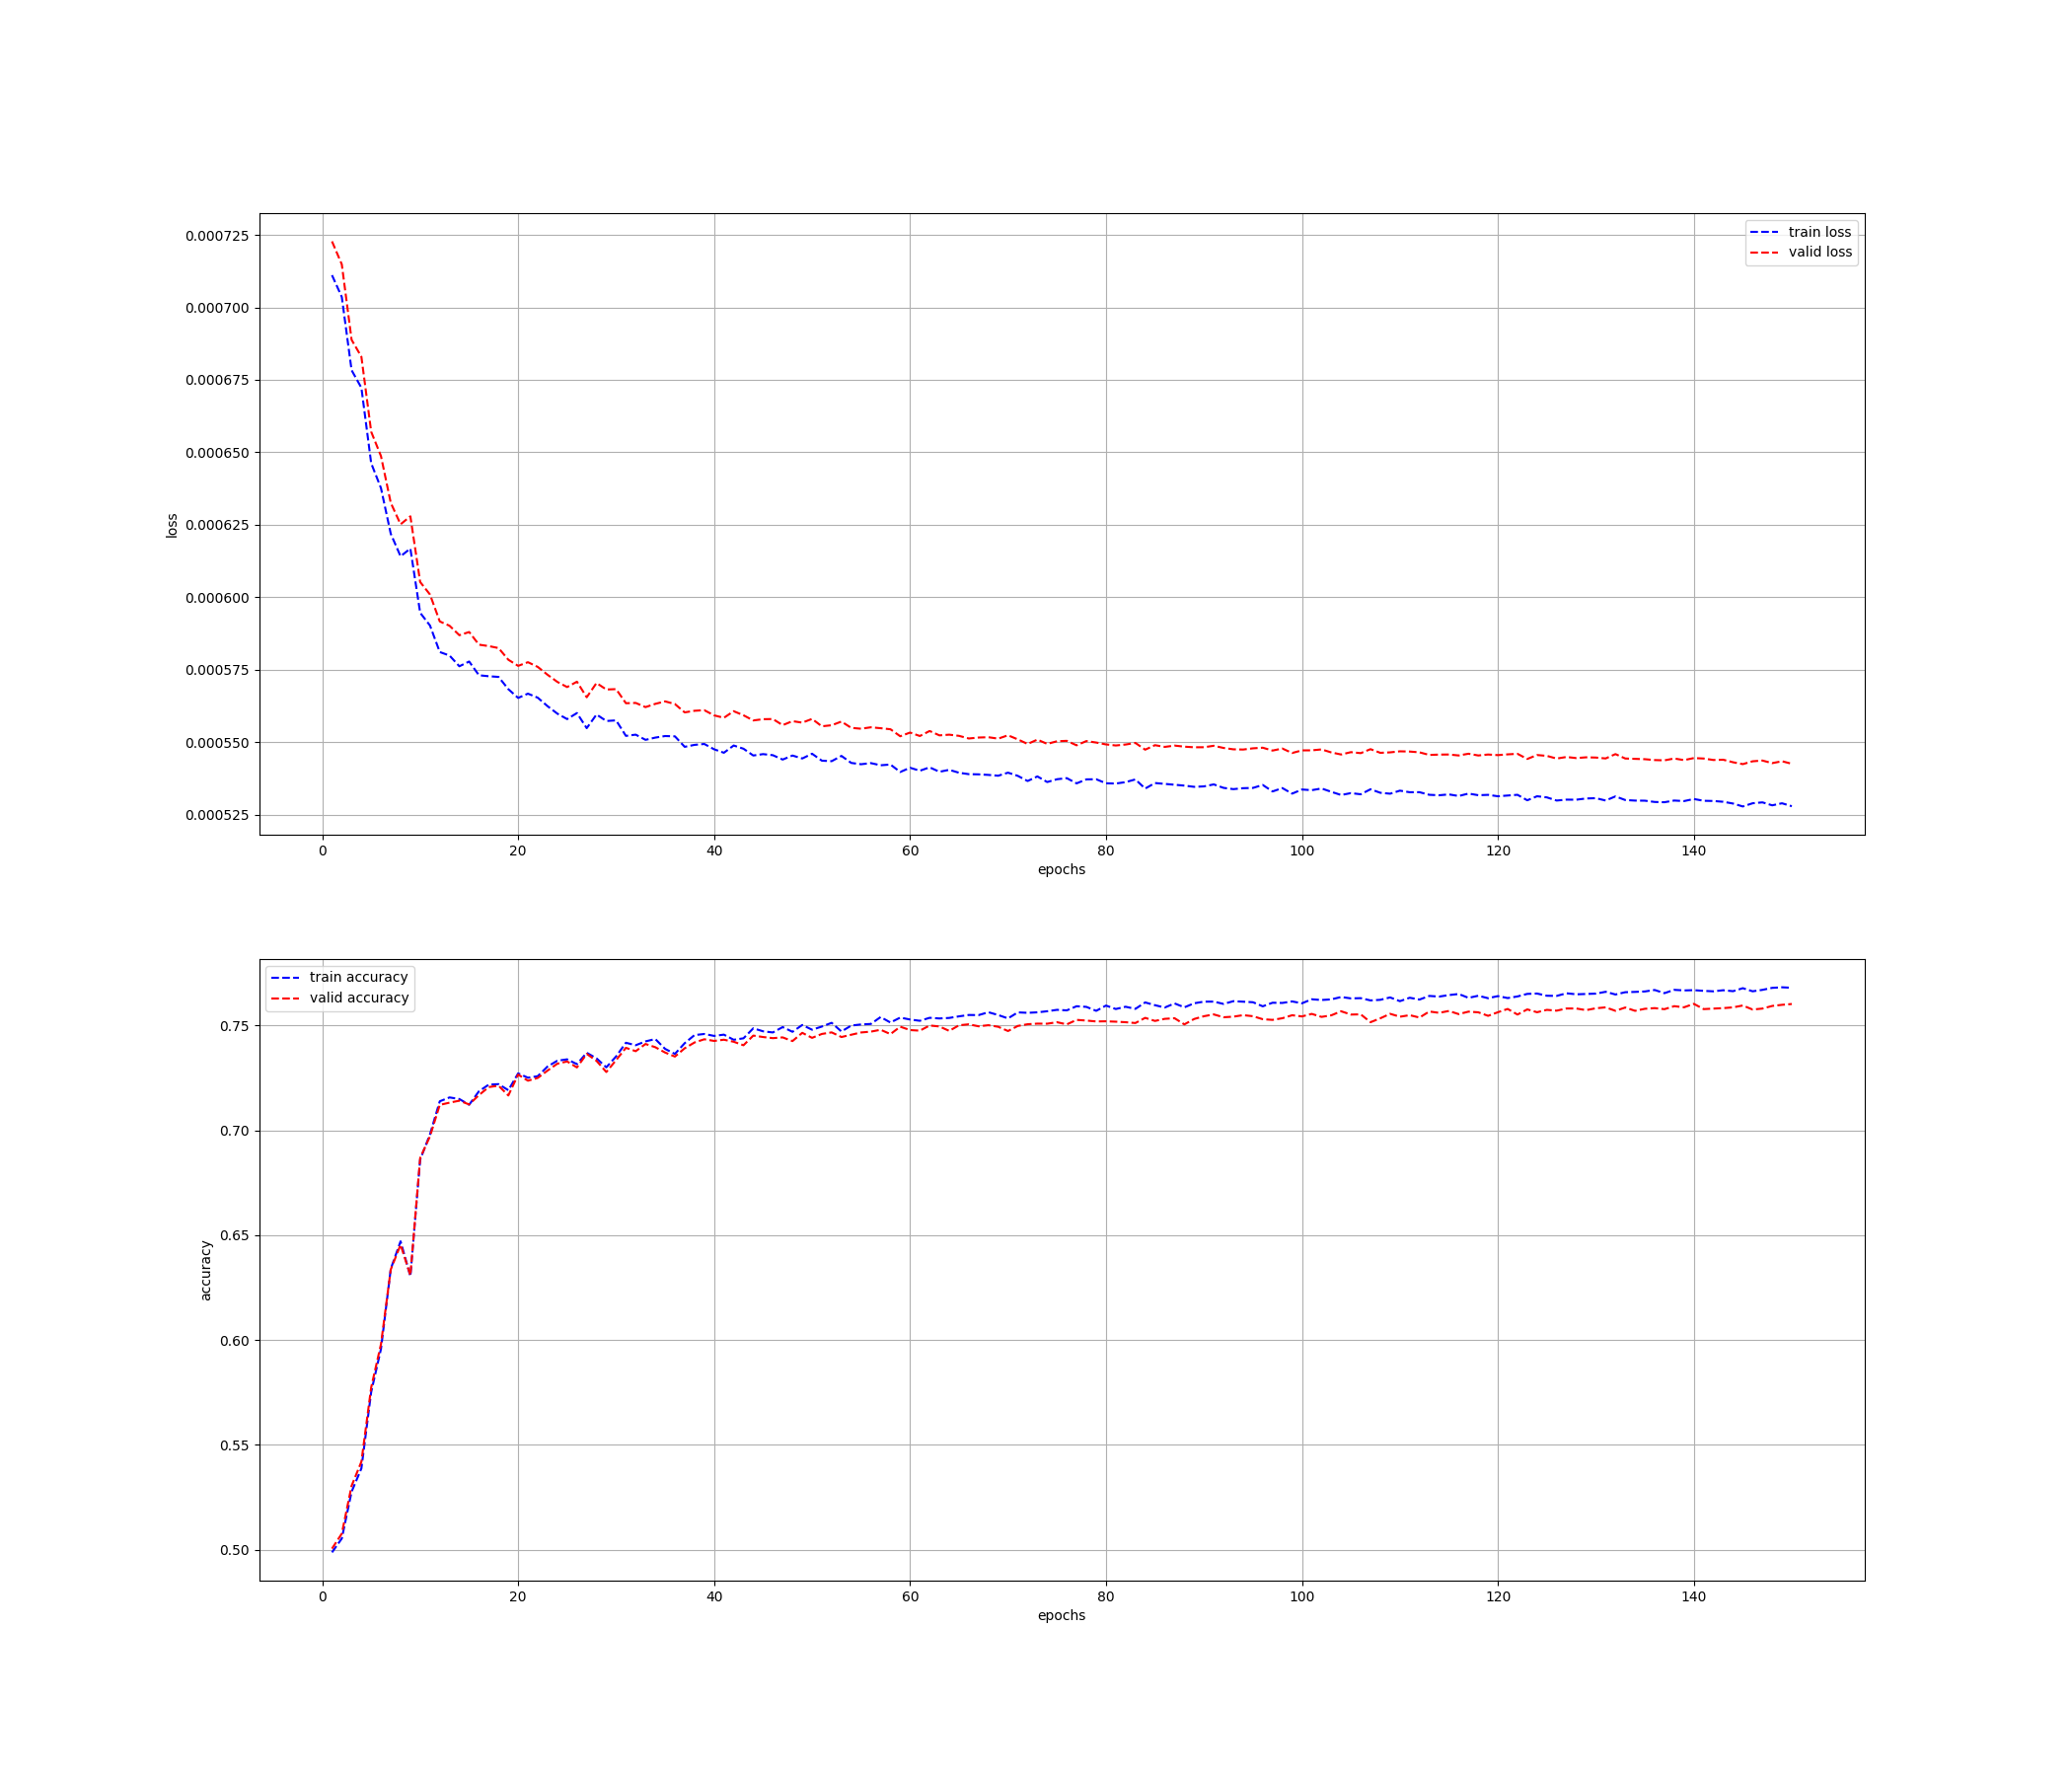 0.000725
0.000700
0.000675
0.000650
0.000625
0.000600
0.000575
0.000550
0.000525
loss
train loss
valid loss
0 20 40 60 80 100 120 140
epochs
train accuracy
valid accuracy
0.75
0.70
0.65
0.60
0.55
0.50
accuracy
0 20 40 60 80 100 120 140
epochs